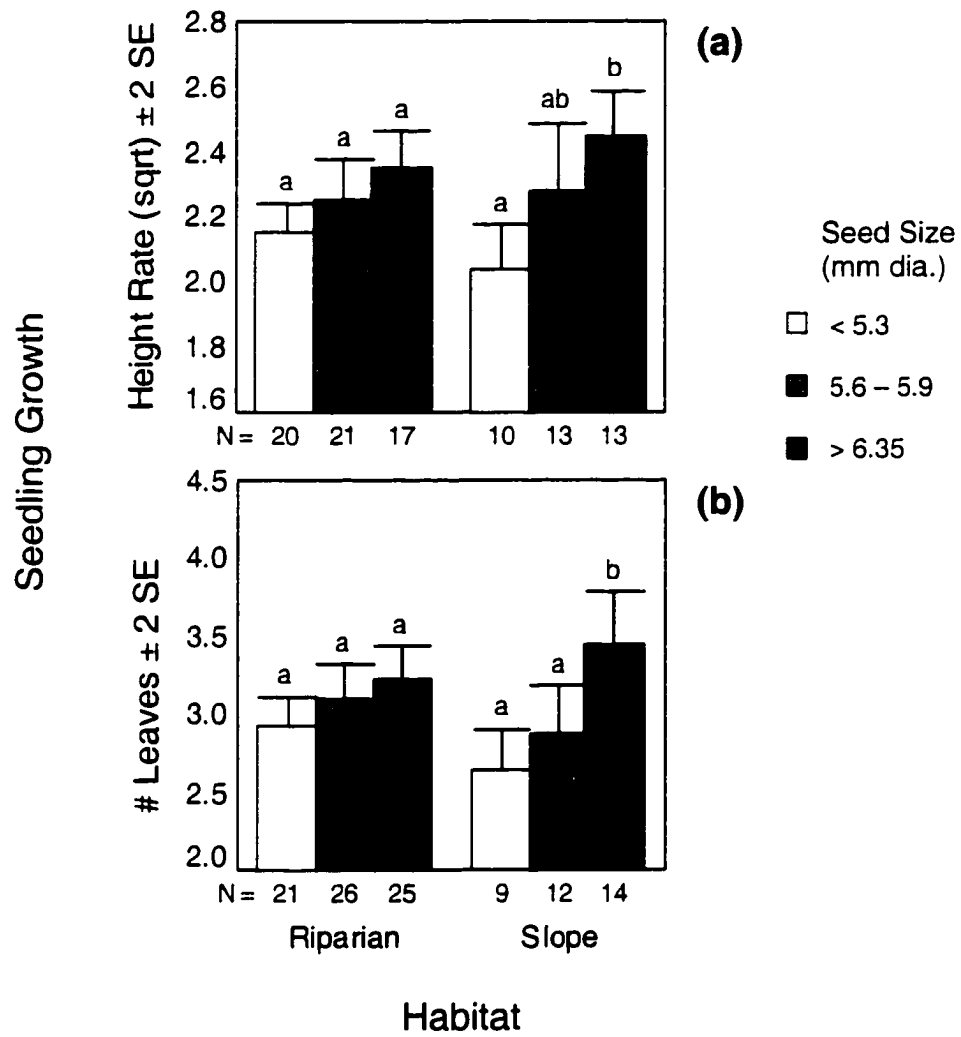 (a)
Height Rate (sqrt) ± 2 SE
2.8
2.6
2.4
2.2
2.0
1.8
1.6
a a a a ab b
N = 20 21 17 10 13 13
Seed Size
(mm dia.)
< 5.3
5.6 – 5.9
> 6.35
Seedling Growth
(b)
# Leaves ± 2 SE
4.5
4.0
3.5
3.0
2.5
2.0
a a a a a b
N = 21 26 25 9 12 14
Riparian Slope
Habitat